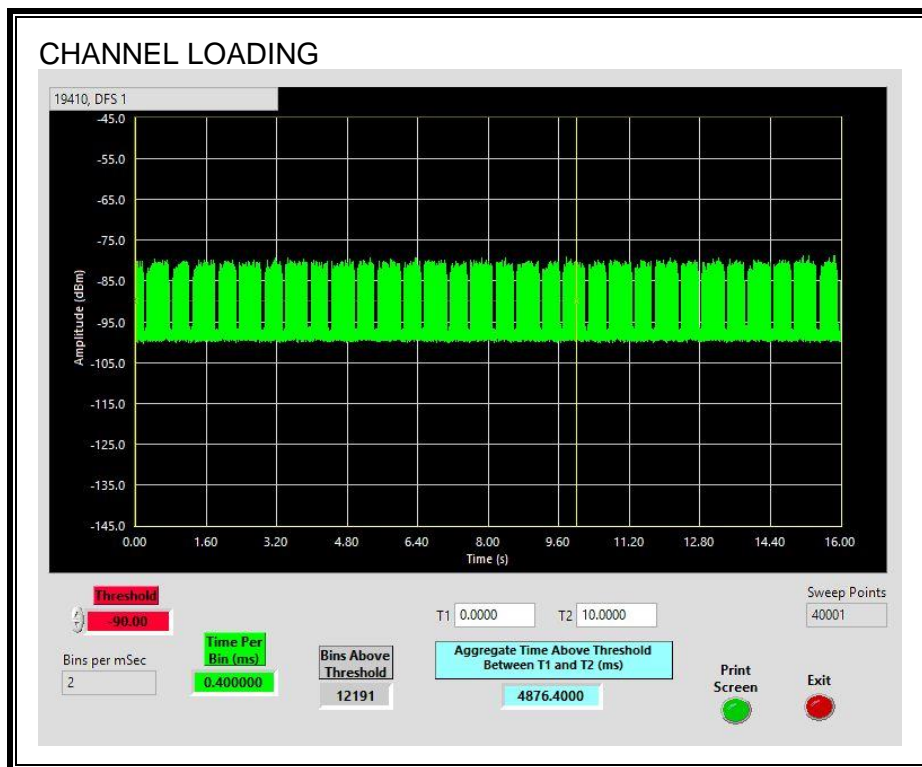 CHANNEL LOADING
19410, DFS 1
-45.0
-55.0
-65.0
-75.0
-85.0
-95.0
-105.0
-115.0
-125.0
-135.0
-145.0
Amplitude (dBm)
0.00 1.60 3.20 4.80 6.40 8.00 9.60 11.20 12.80 14.40 16.00
Time (s)
Threshold
-90.00
Bins per mSec
2
Time Per
Bin (ms)
0.400000
Bins Above
Threshold
12191
T1 0.0000 T2 10.0000
Aggregate Time Above Threshold
Between T1 and T2 (ms)
4876.4000
Sweep Points
40001
Print
Screen
Exit